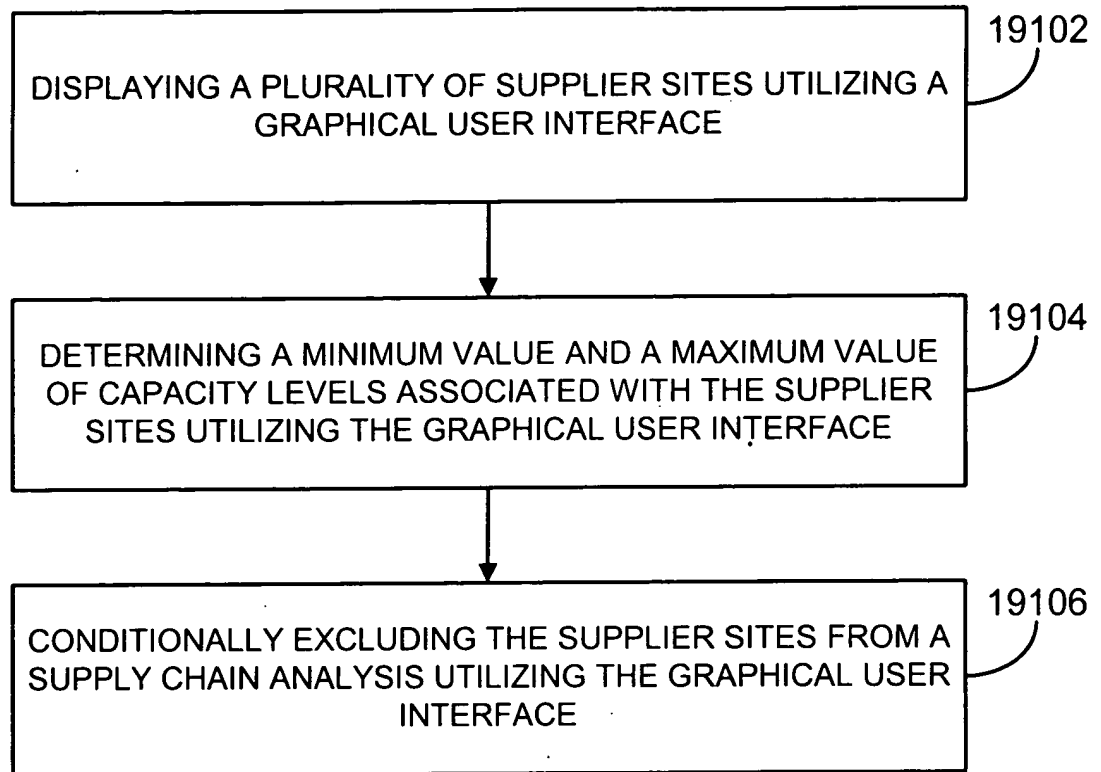 19102
DISPLAYING A PLURALITY OF SUPPLIER SITES UTILIZING A
GRAPHICAL USER INTERFACE
19104
DETERMINING A MINIMUM VALUE AND A MAXIMUM VALUE
OF CAPACITY LEVELS ASSOCIATED WITH THE SUPPLIER
SITES UTILIZING THE GRAPHICAL USER INTERFACE
19106
CONDITIONALLY EXCLUDING THE SUPPLIER SITES FROM A
SUPPLY CHAIN ANALYSIS UTILIZING THE GRAPHICAL USER
INTERFACE